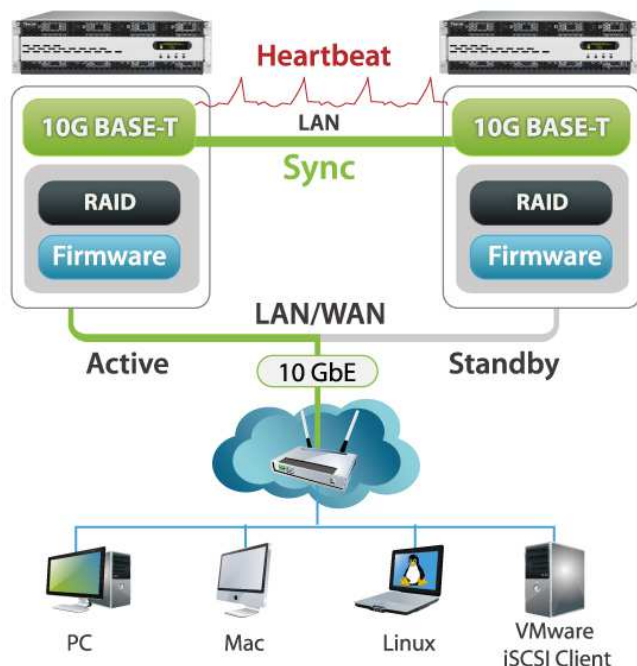 Heartbeat
10G BASE-T
LAN
10G BASE-T
Sync
RAID
RAID
Firmware
Firmware
LAN/WAN
Active
Standby
10 GbE
PC
Mac
Linux
VMware
iSCSI Client